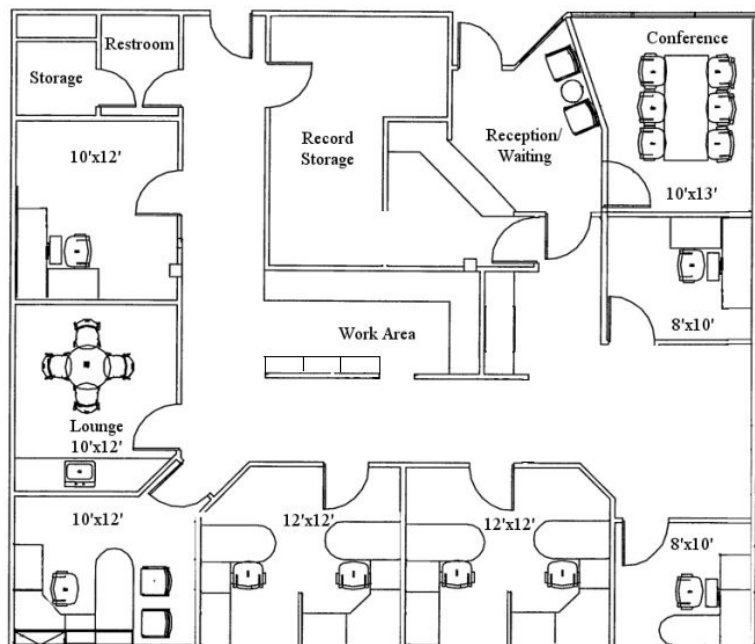 Restroom
Conference
Storage
Record
Storage
Reception/
Waiting
10'x12'
10'x13'
8'x10'
Work Area
Lounge
10'x12'
10'x12'
12'x12'
12'x12'
8'x10'